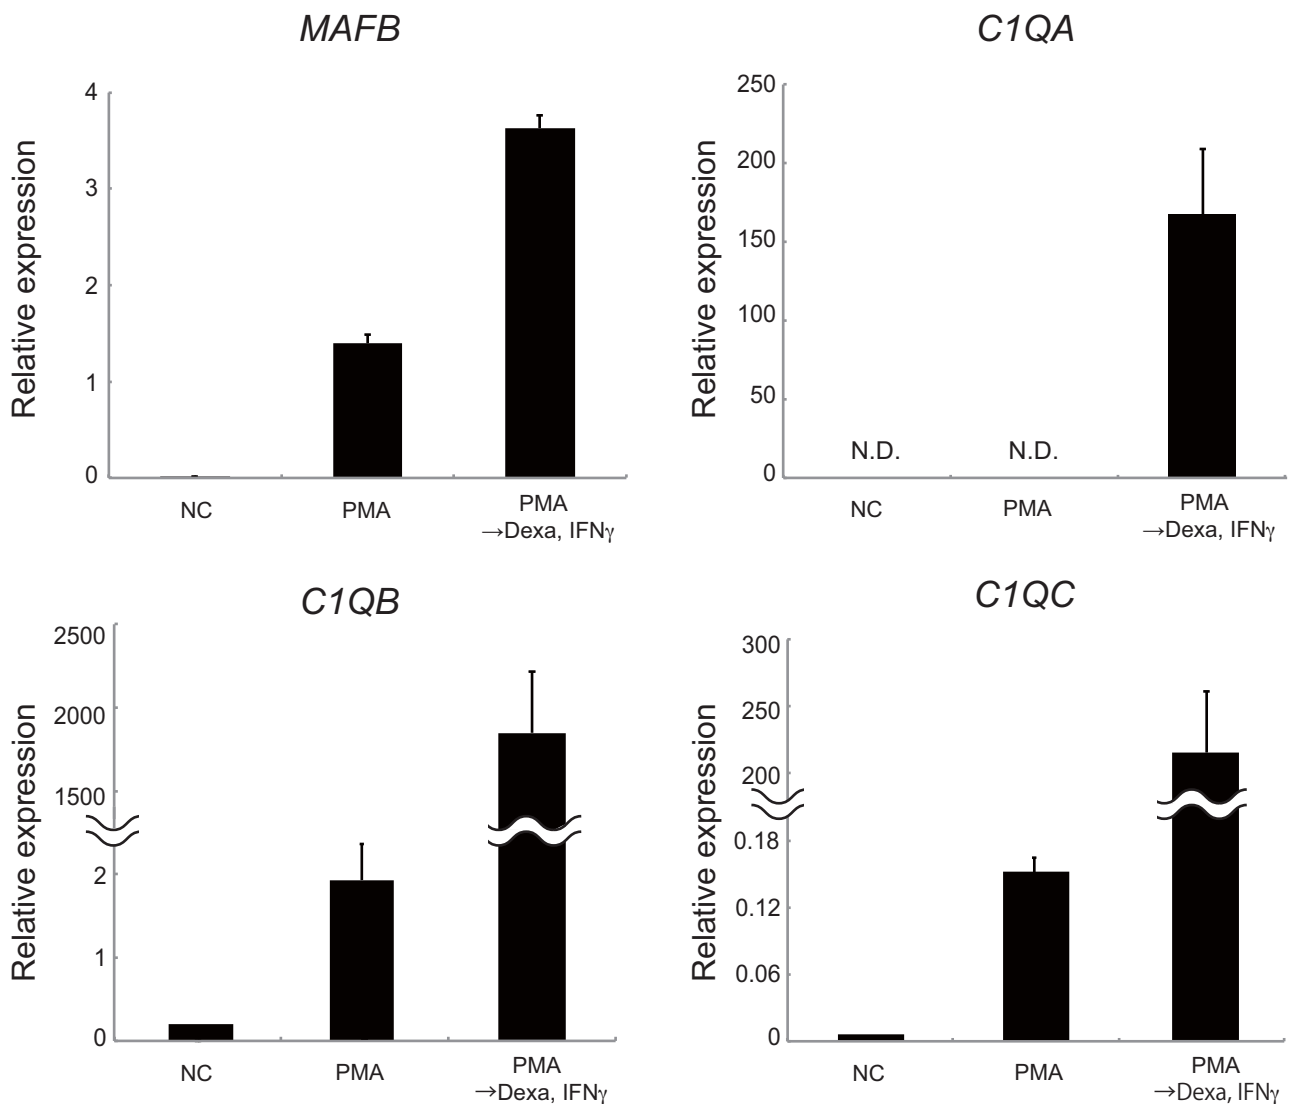 MAFB
Relative expression
4
3
2
1
0
NC
PMA
PMA
→Dexa, IFNγ
C1QA
Relative expression
250
200
150
100
50
0
N.D.
N.D.
NC
PMA
PMA
→Dexa, IFNγ
C1QB
Relative expression
2500
2000
1500
2
1
0
NC
PMA
PMA
→Dexa, IFNγ
C1QC
Relative expression
300
250
200
0.18
0.12
0.06
0
NC
PMA
PMA
→Dexa, IFNγ